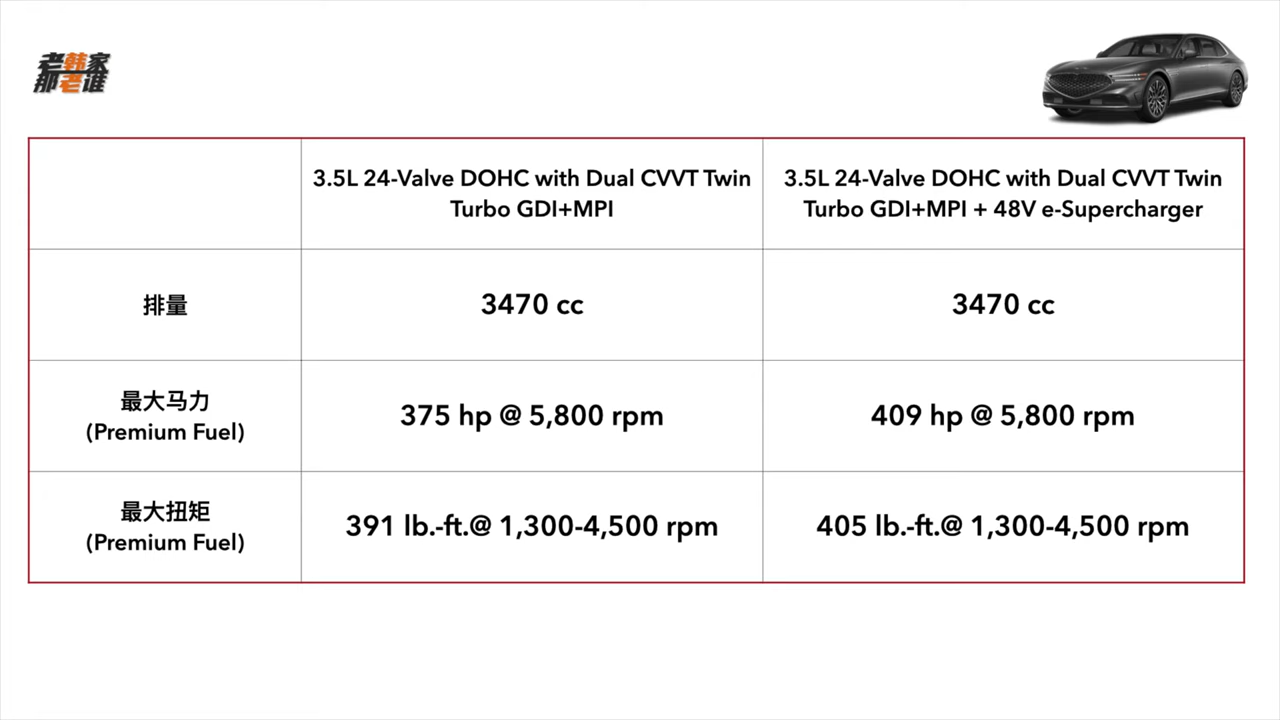 老韩家
那老谁
3.5L 24-Valve DOHC with Dual CVVT Twin
Turbo GDI+MPI
3.5L 24-Valve DOHC with Dual CVVT Twin
Turbo GDI+MPI + 48V e-Supercharger
排量
3470 cc
3470 cc
最大马力
(Premium Fuel)
375 hp @ 5,800 rpm
409 hp @ 5,800 rpm
最大扭矩
(Premium Fuel)
391 lb.-ft.@ 1,300-4,500 rpm
405 lb.-ft.@ 1,300-4,500 rpm